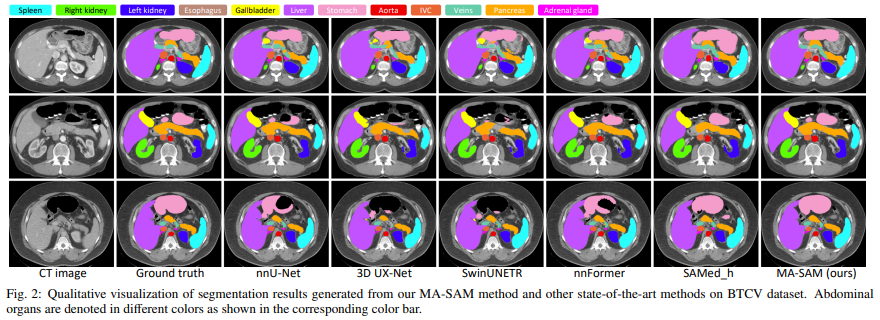 Spleen Right kidney Left kidney Esophagus Gallbladder Liver Stomach Aorta IVC Veins Pancreas Adrenal gland
CT image Ground truth nnU-Net 3D UX-Net SwinUNETR nnFormer SAMed_h MA-SAM (ours)
Fig. 2: Qualitative visualization of segmentation results generated from our MA-SAM method and other state-of-the-art methods on BTCV dataset. Abdominal
organs are denoted in different colors as shown in the corresponding color bar.